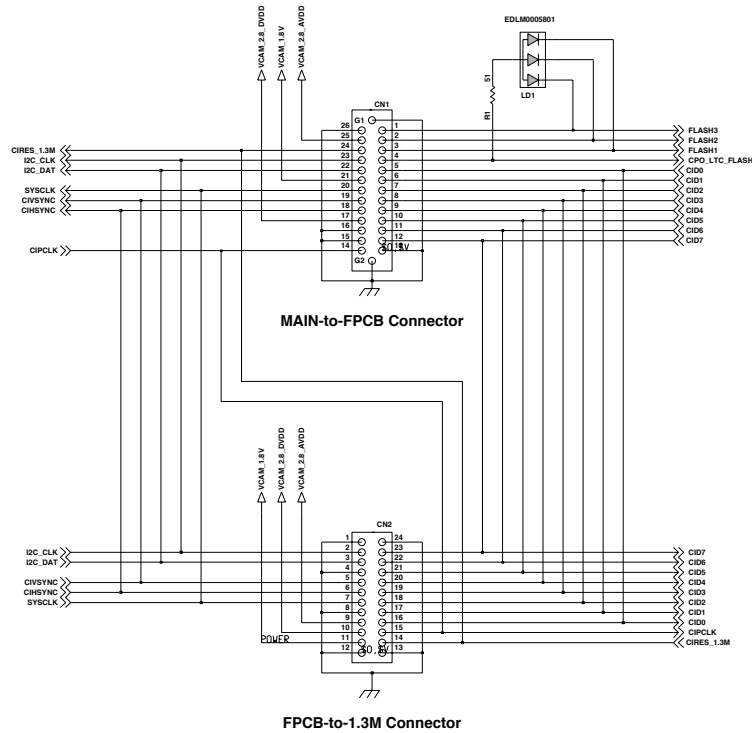 EDLM0005801
VCAM_2.8_DVDD
VCAM_1.8V
VCAM_2.8_AVDD
51
R1
LD1
CN1
G1
26 1 FLASH3
25 2 FLASH2
CIRES_1.3M 24 3 FLASH1
I2C_CLK 23 4 CPO_LTC_FLASH
I2C_DAT 22 5 CID0
21 6 CID1
SYSCLK 20 7 CID2
CIVSYNC 19 8 CID3
CIHSYNC 18 9 CID4
17 10 CID5
16 11 CID6
15 12 CID7
CIPCLK 14 13
G2
MAIN-to-FPCB Connector
VCAM_1.8V
VCAM_2.8_DVDD
VCAM_2.8_AVDD
CN2
1 24
I2C_CLK 2 23 CID7
I2C_DAT 3 22 CID6
4 21 CID5
CIVSYNC 5 20 CID4
CIHSYNC 6 19 CID3
SYSCLK 7 18 CID2
8 17 CID1
9 16 CID0
10 15 CIPCLK
POWER 11 14 CIRES_1.3M
12 13
FPCB-to-1.3M Connector